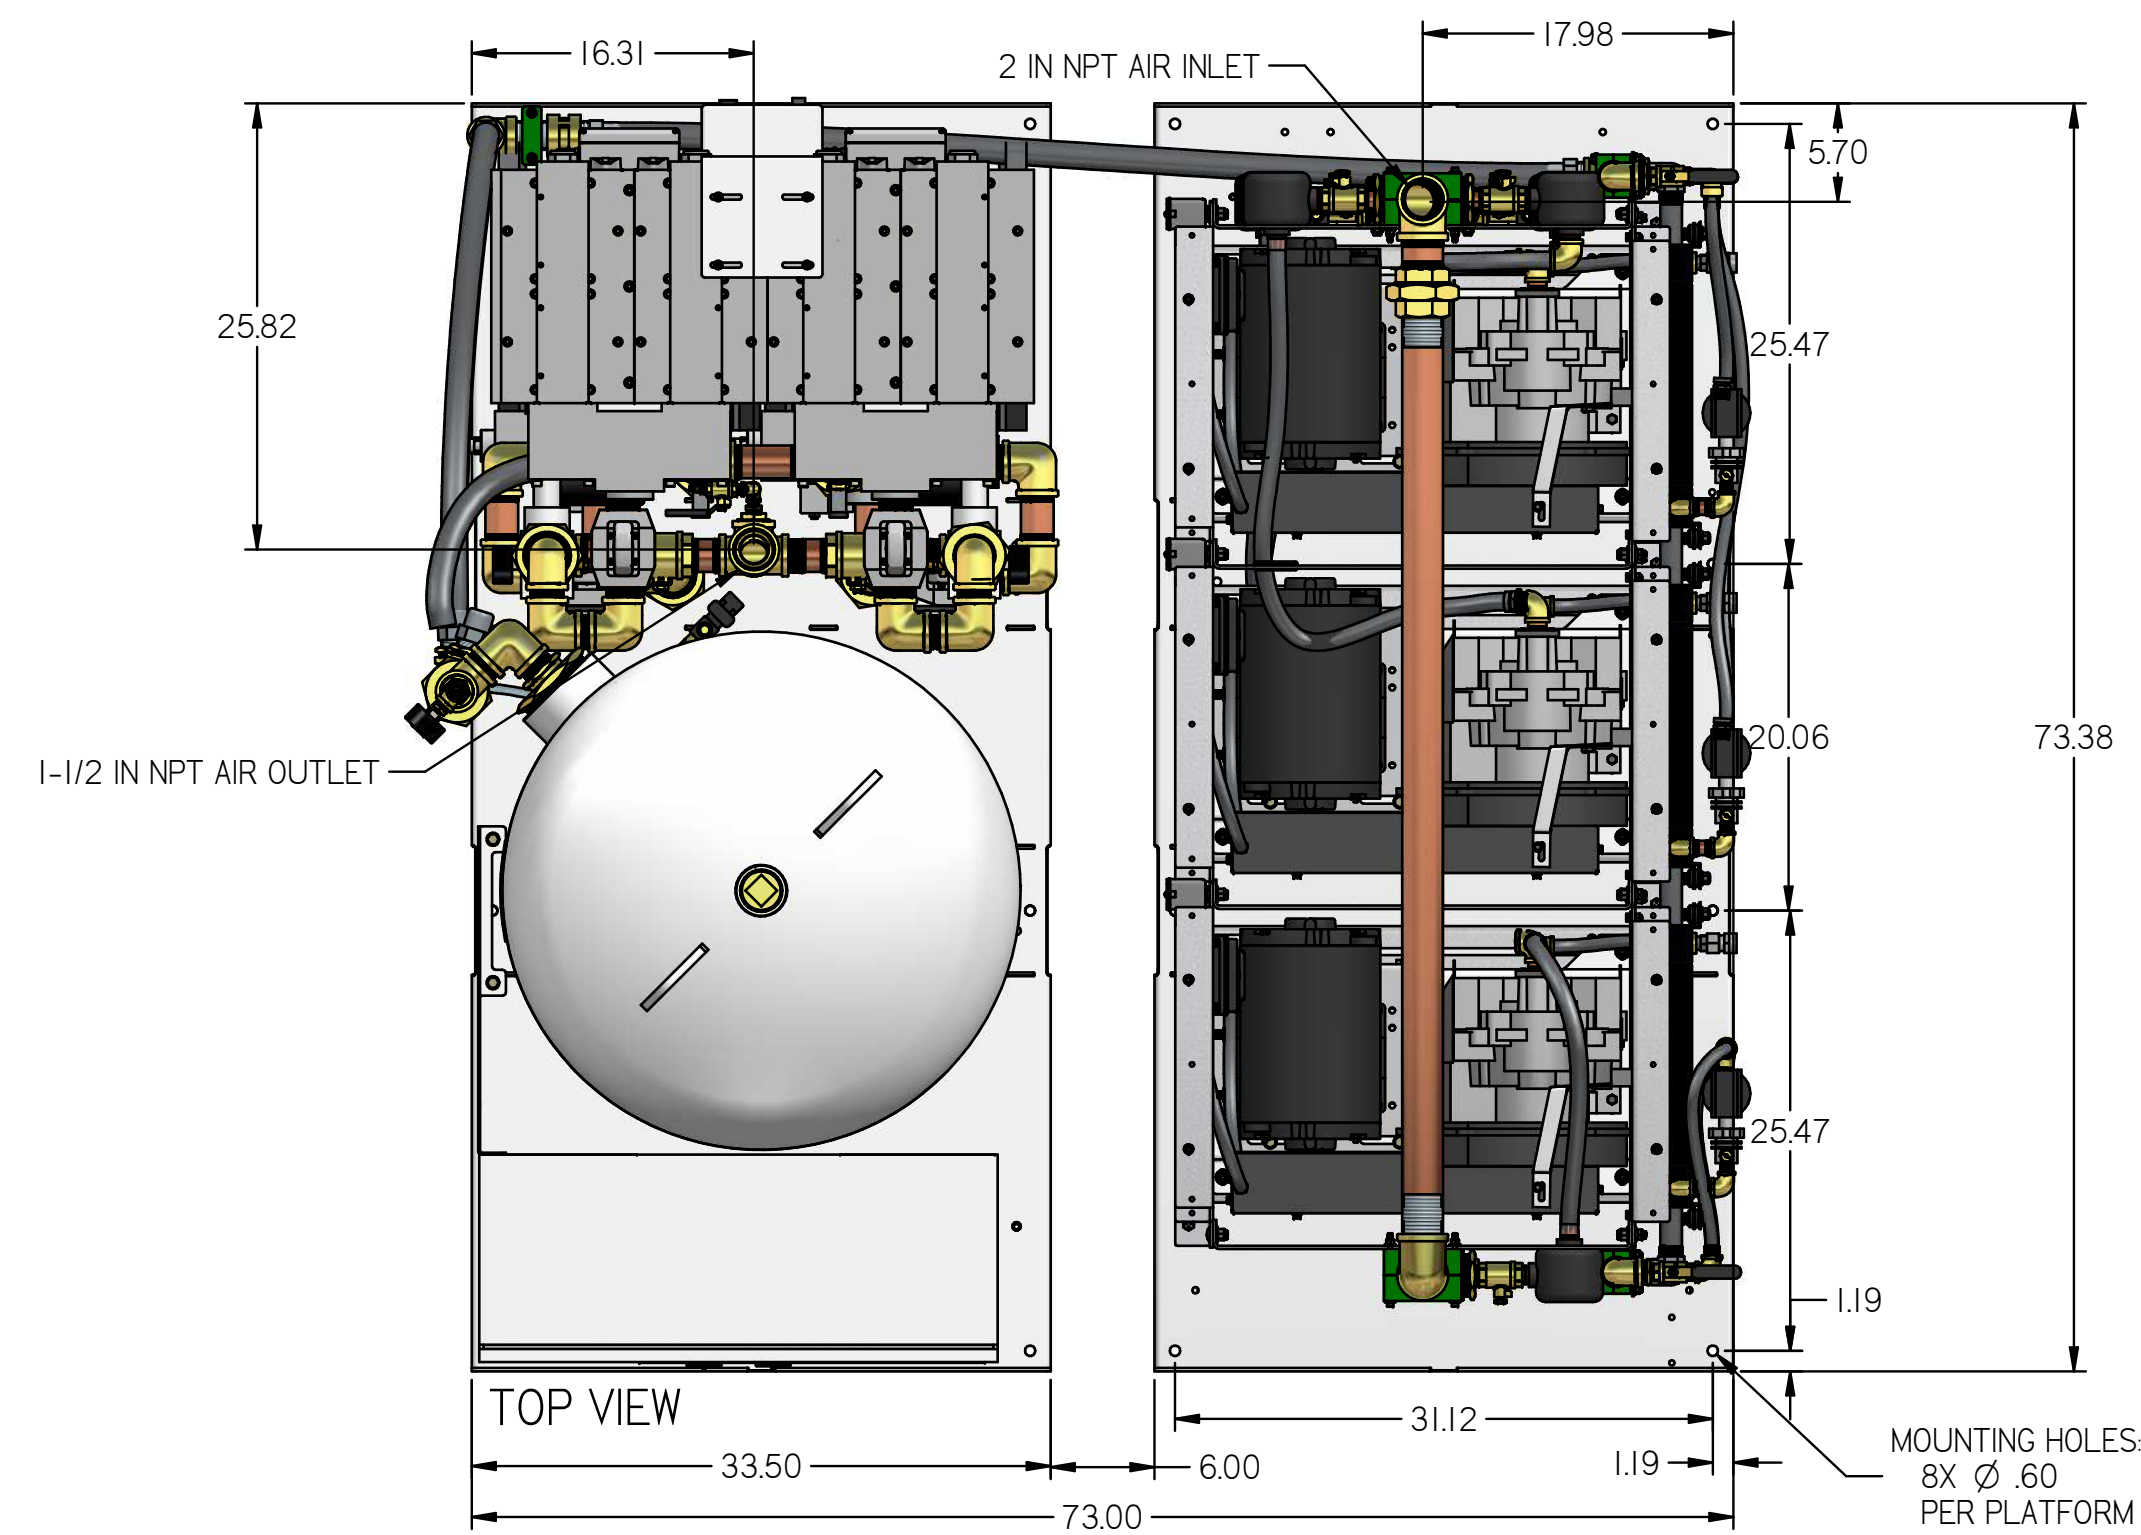 16.31
2 IN NPT AIR INLET
17.98
5.70
25.82
25.47
20.06
73.38
1-1/2 IN NPT AIR OUTLET
25.47
1.19
TOP VIEW
31.12
33.50
6.00
1.19
73.00
MOUNTING HOLES:
8X Ø .60
PER PLATFORM